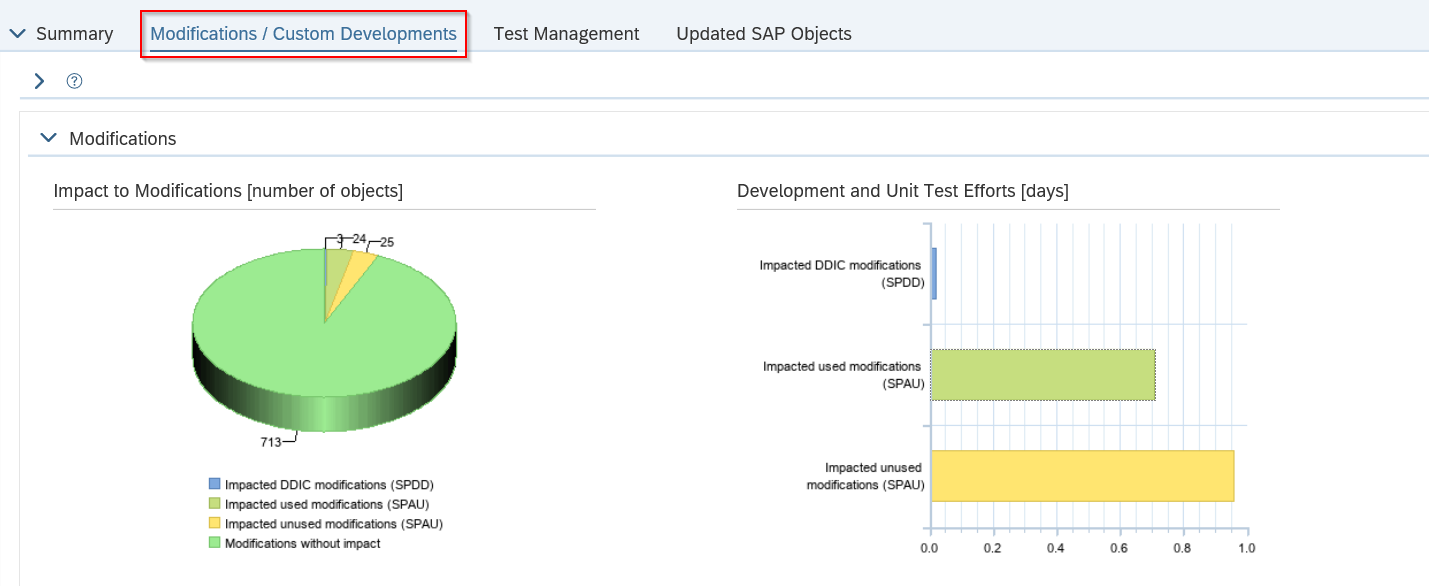 Summary
Modifications / Custom Developments
Test Management
Updated SAP Objects
?
Modifications
Impact to Modifications [number of objects]
3
24
25
713
Impacted DDIC modifications (SPDD)
Impacted used modifications (SPAU)
Impacted unused modifications (SPAU)
Modifications without impact
Development and Unit Test Efforts [days]
Impacted DDIC modifications
(SPDD)
Impacted used modifications
(SPAU)
Impacted unused
modifications (SPAU)
0.0 0.2 0.4 0.6 0.8 1.0